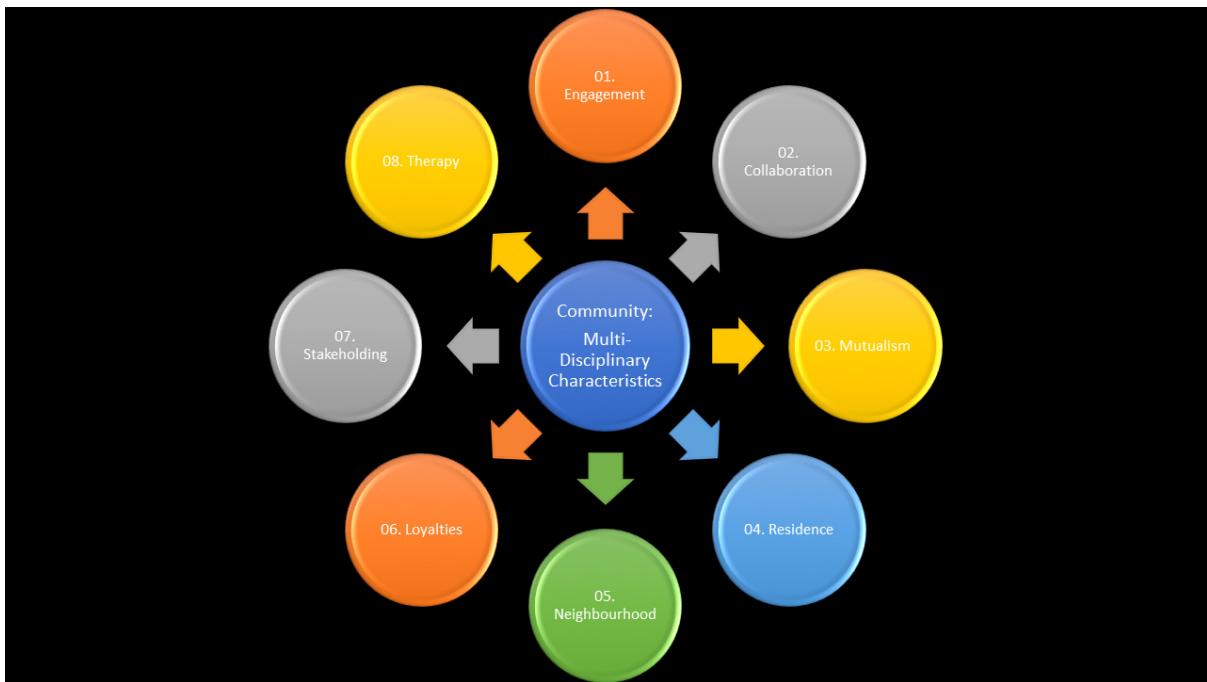 01.
Engagement
02.
Collaboration
03. Mutualism
04. Residence
05.
Neighbourhood
06. Loyalties
07.
Stakeholding
08. Therapy
Community:
Multi-
Disciplinary
Characteristics